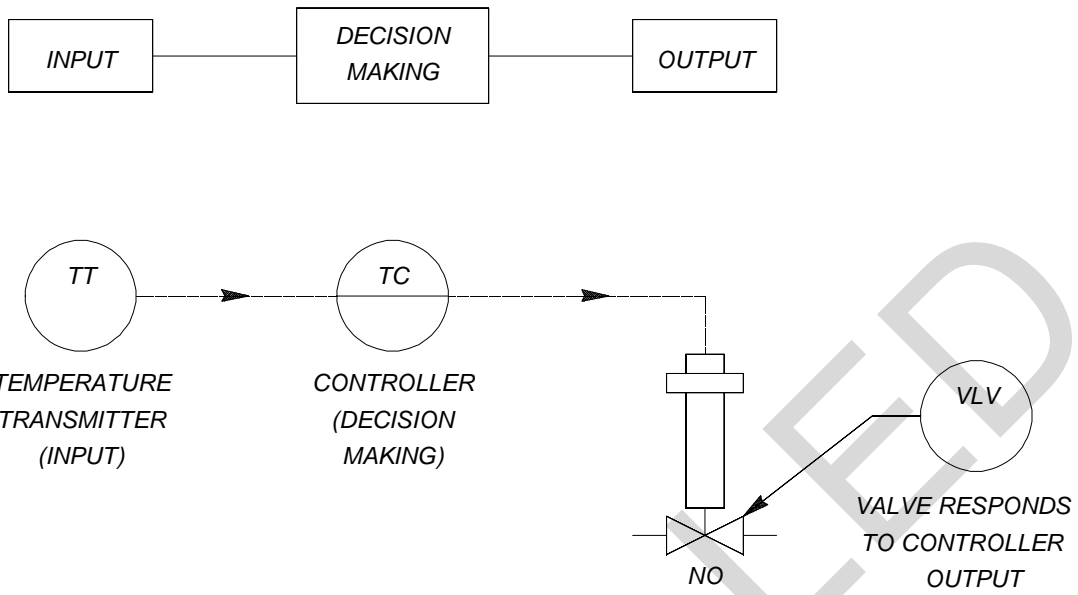 INPUT
DECISION
MAKING
OUTPUT
TT
TC
TEMPERATURE
TRANSMITTER
(INPUT)
CONTROLLER
(DECISION
MAKING)
VLV
VALVE RESPONDS
TO CONTROLLER
OUTPUT
NO